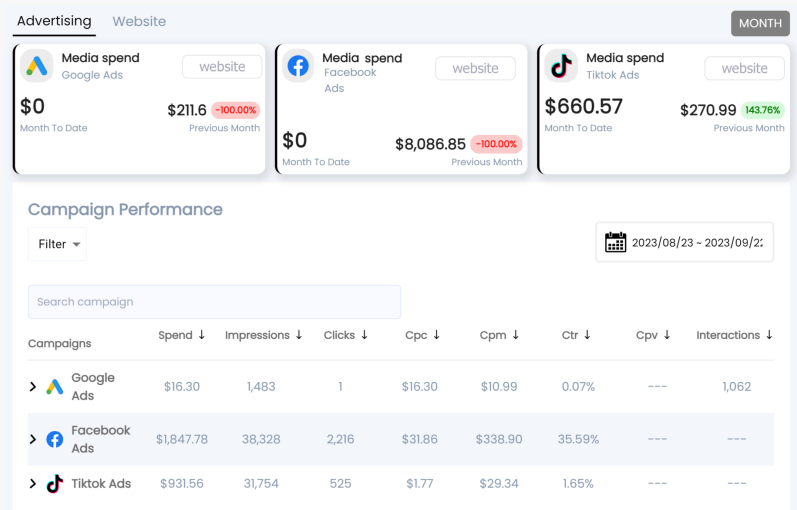 Advertising Website
MONTH
Media spend
Google Ads
website
$0
Month To Date
$211.6 -100.00%
Previous Month
Media spend
Facebook
Ads
website
$0
Month To Date
$8,086.85 -100.00%
Previous Month
Media spend
Tiktok Ads
website
$660.57
Month To Date
$270.99 143.76%
Previous Month
Campaign Performance
Filter
2023/08/23 ~ 2023/09/22
Search campaign
Campaigns Spend ↓ Impressions ↓ Clicks ↓ Cpc ↓ Cpm ↓ Ctr ↓ Cpv ↓ Interactions ↓
Google
Ads
$16.30 1,483 1 $16.30 $10.99 0.07% --- 1,062
Facebook
Ads
$1,847.78 38,328 2,216 $31.86 $338.90 35.59% --- ---
Tiktok Ads $931.56 31,754 525 $1.77 $29.34 1.65% --- ---